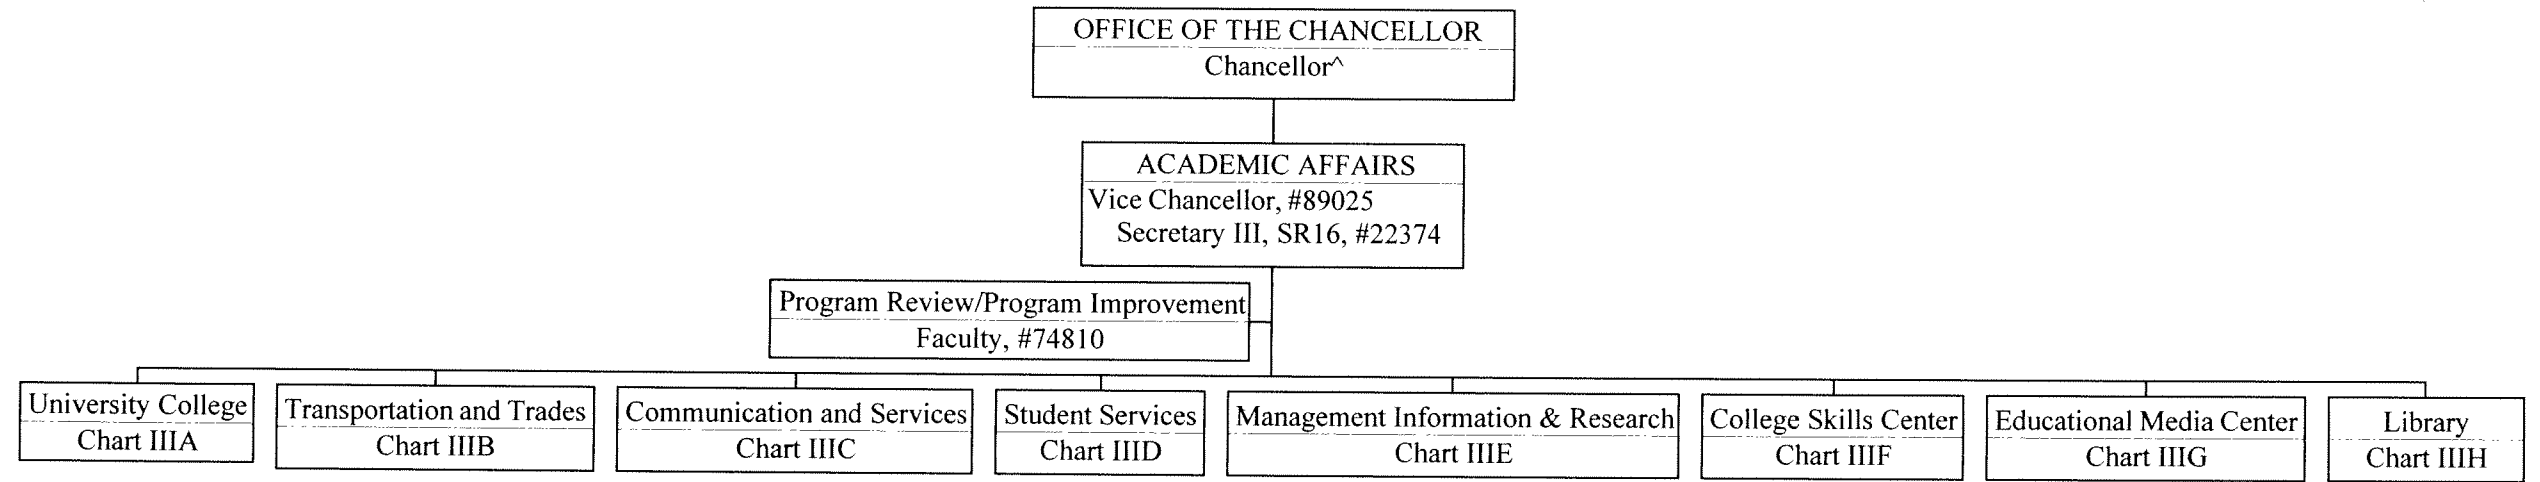 OFFICE OF THE CHANCELLOR
Chancellor^
ACADEMIC AFFAIRS
Vice Chancellor, #89025
Secretary III, SR16, #22374
Program Review/Program Improvement
Faculty, #74810
University College
Chart IIIA
Transportation and Trades
Chart IIIB
Communication and Services
Chart IIIC
Student Services
Chart IIID
Management Information & Research
Chart IIIE
College Skills Center
Chart IIIF
Educational Media Center
Chart IIIG
Library
Chart IIIH